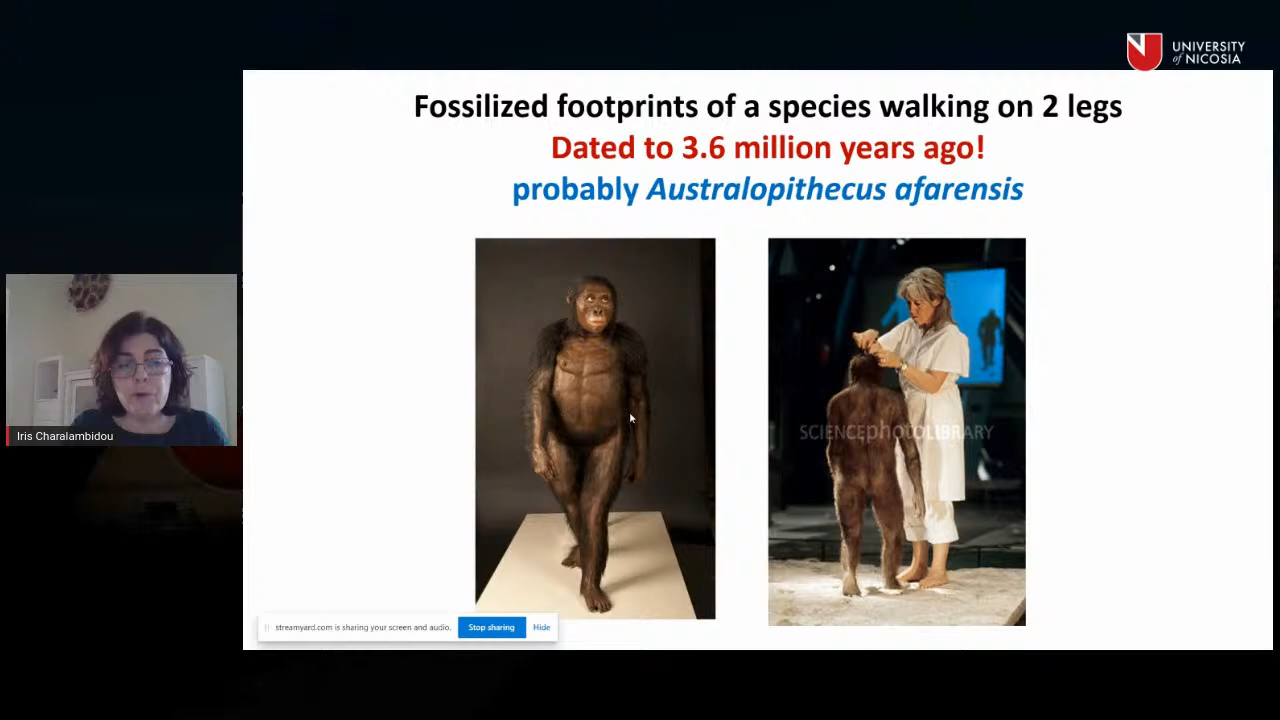 UNIVERSITY
of NICOSIA
Fossilized footprints of a species walking on 2 legs
Dated to 3.6 million years ago!
probably Australopithecus afarensis
SCIENCEPHOTOLIBRARY
Iris Charalambidou
streamyard.com is sharing your screen and audio.
Stop sharing
Hide